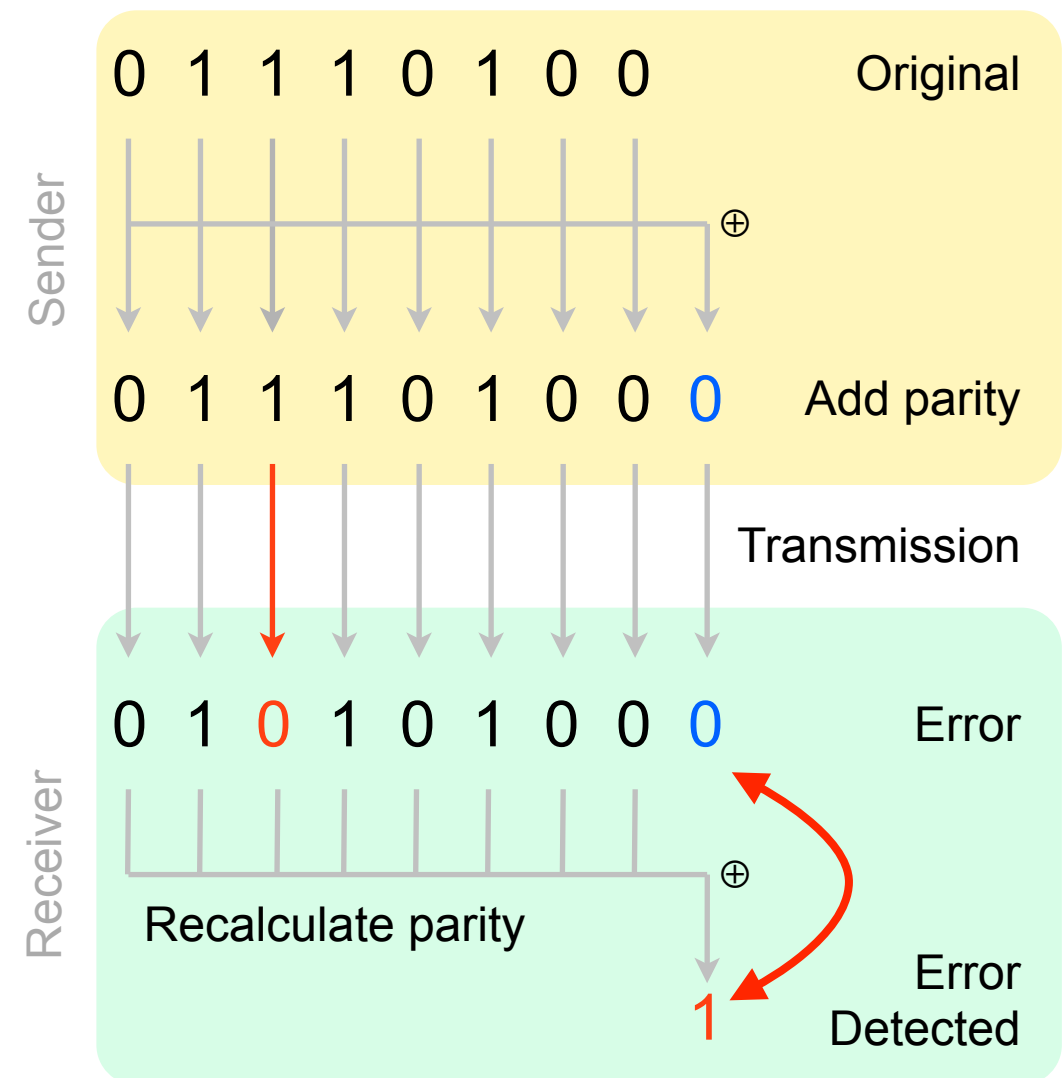 0 1 1 1 0 1 0 0 Original
⊕
Sender
0 1 1 1 0 1 0 0 0 Add parity
Transmission
0 1 0 1 0 1 0 0 0 Error
⊕
Receiver
Recalculate parity
1
Error
Detected